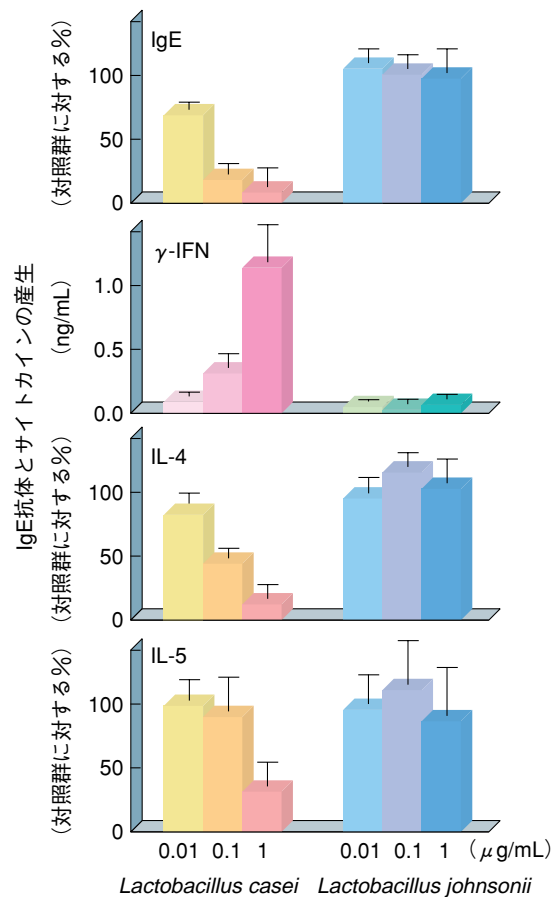 IgE抗体とサイトカインの産生
IgE
(対照群に対する%)
100
50
0
γ-IFN
(ng/mL)
1.0
0.5
0.0
IL-4
(対照群に対する%)
100
50
0
IL-5
(対照群に対する%)
100
50
0
0.01 0.1 1 0.01 0.1 1 (μg/mL)
Lactobacillus casei Lactobacillus johnsonii